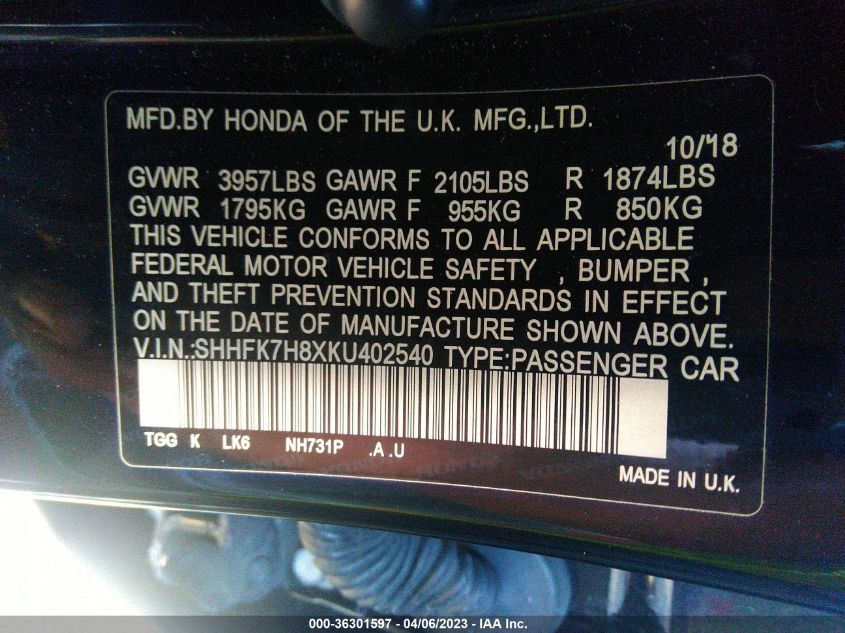 MFD.BY HONDA OF THE U.K. MFG.,LTD.
10/18
GVWR 3957LBS GAWR F 2105LBS R 1874LBS
GVWR 1795KG GAWR F 955KG R 850KG
THIS VEHICLE CONFORMS TO ALL APPLICABLE
FEDERAL MOTOR VEHICLE SAFETY , BUMPER ,
AND THEFT PREVENTION STANDARDS IN EFFECT
ON THE DATE OF MANUFACTURE SHOWN ABOVE.
V.I.N.:SHHFK7H8XKU402540 TYPE:PASSENGER CAR
TGG K LK6 NH731P .A .U
MADE IN U.K.
000-36301597 - 04/06/2023 - IAA Inc.